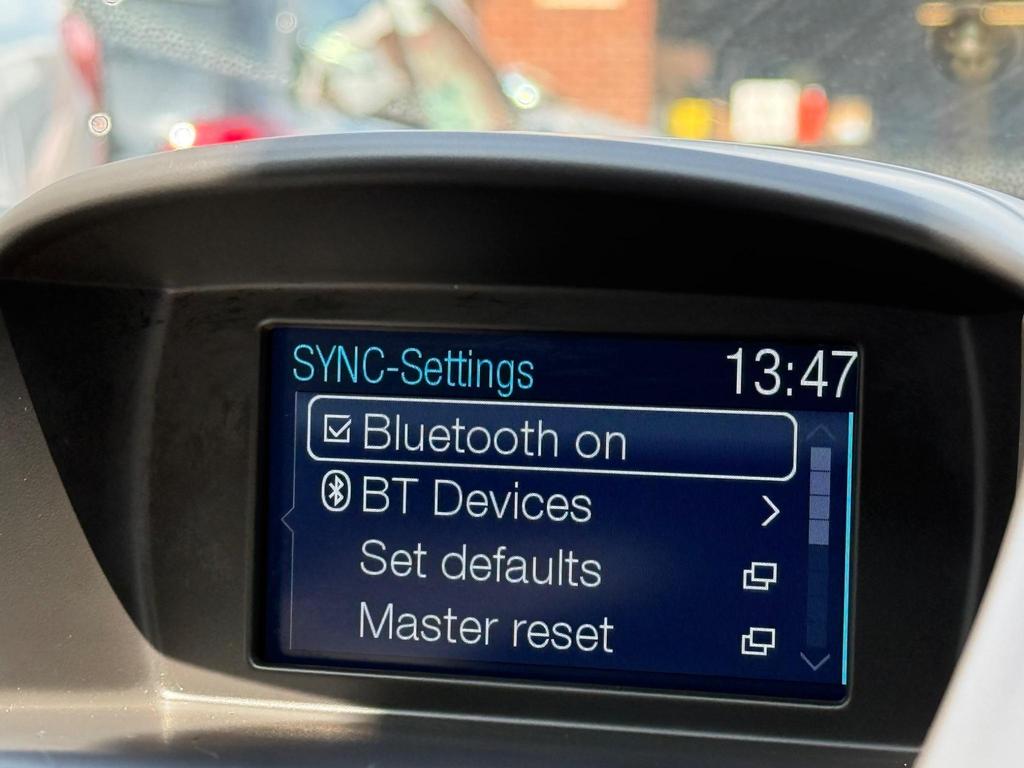 SYNC-Settings 13:47
Bluetooth on
BT Devices
Set defaults
Master reset